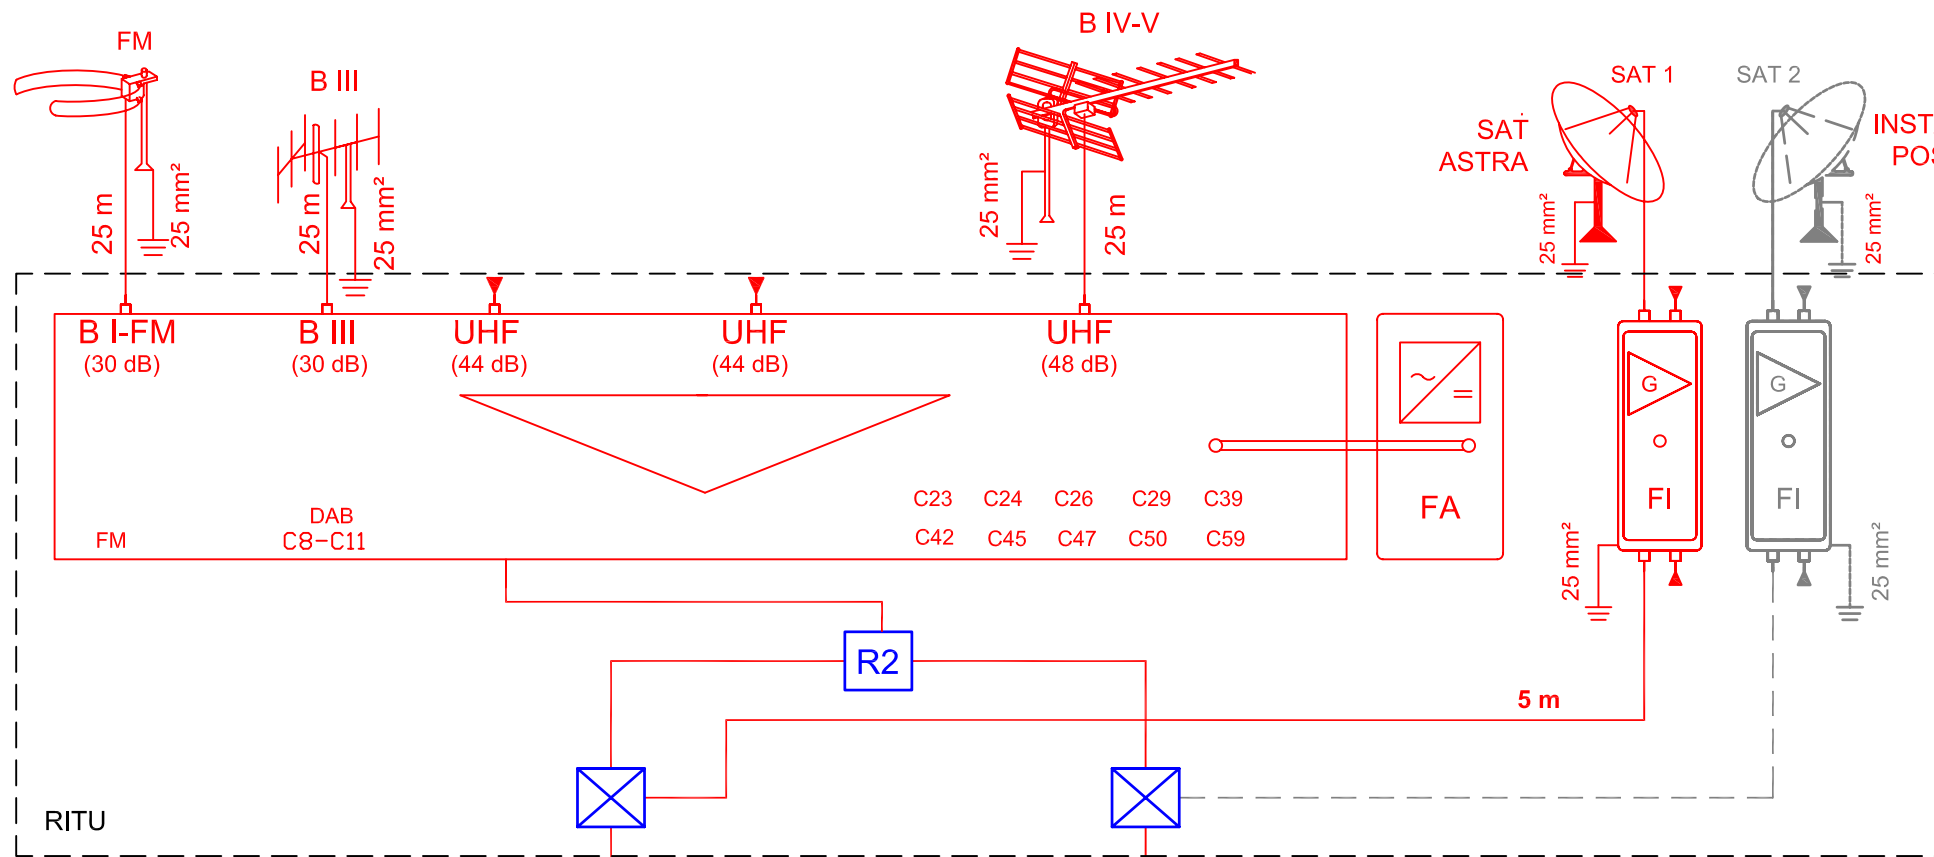 FM
B III
B IV-V
SAT 1
SAT 2
SAT
ASTRA
INST
POS
25 m
25 mm²
25 m
25 mm²
25 mm²
25 m
25 mm²
25 mm²
B I-FM
(30 dB)
B III
(30 dB)
UHF
(44 dB)
UHF
(44 dB)
UHF
(48 dB)
G
G
C23 C24 C26 C29 C39
C42 C45 C47 C50 C59
FM
DAB
C8-C11
FA
FI
FI
25 mm²
25 mm²
R2
5 m
RITU